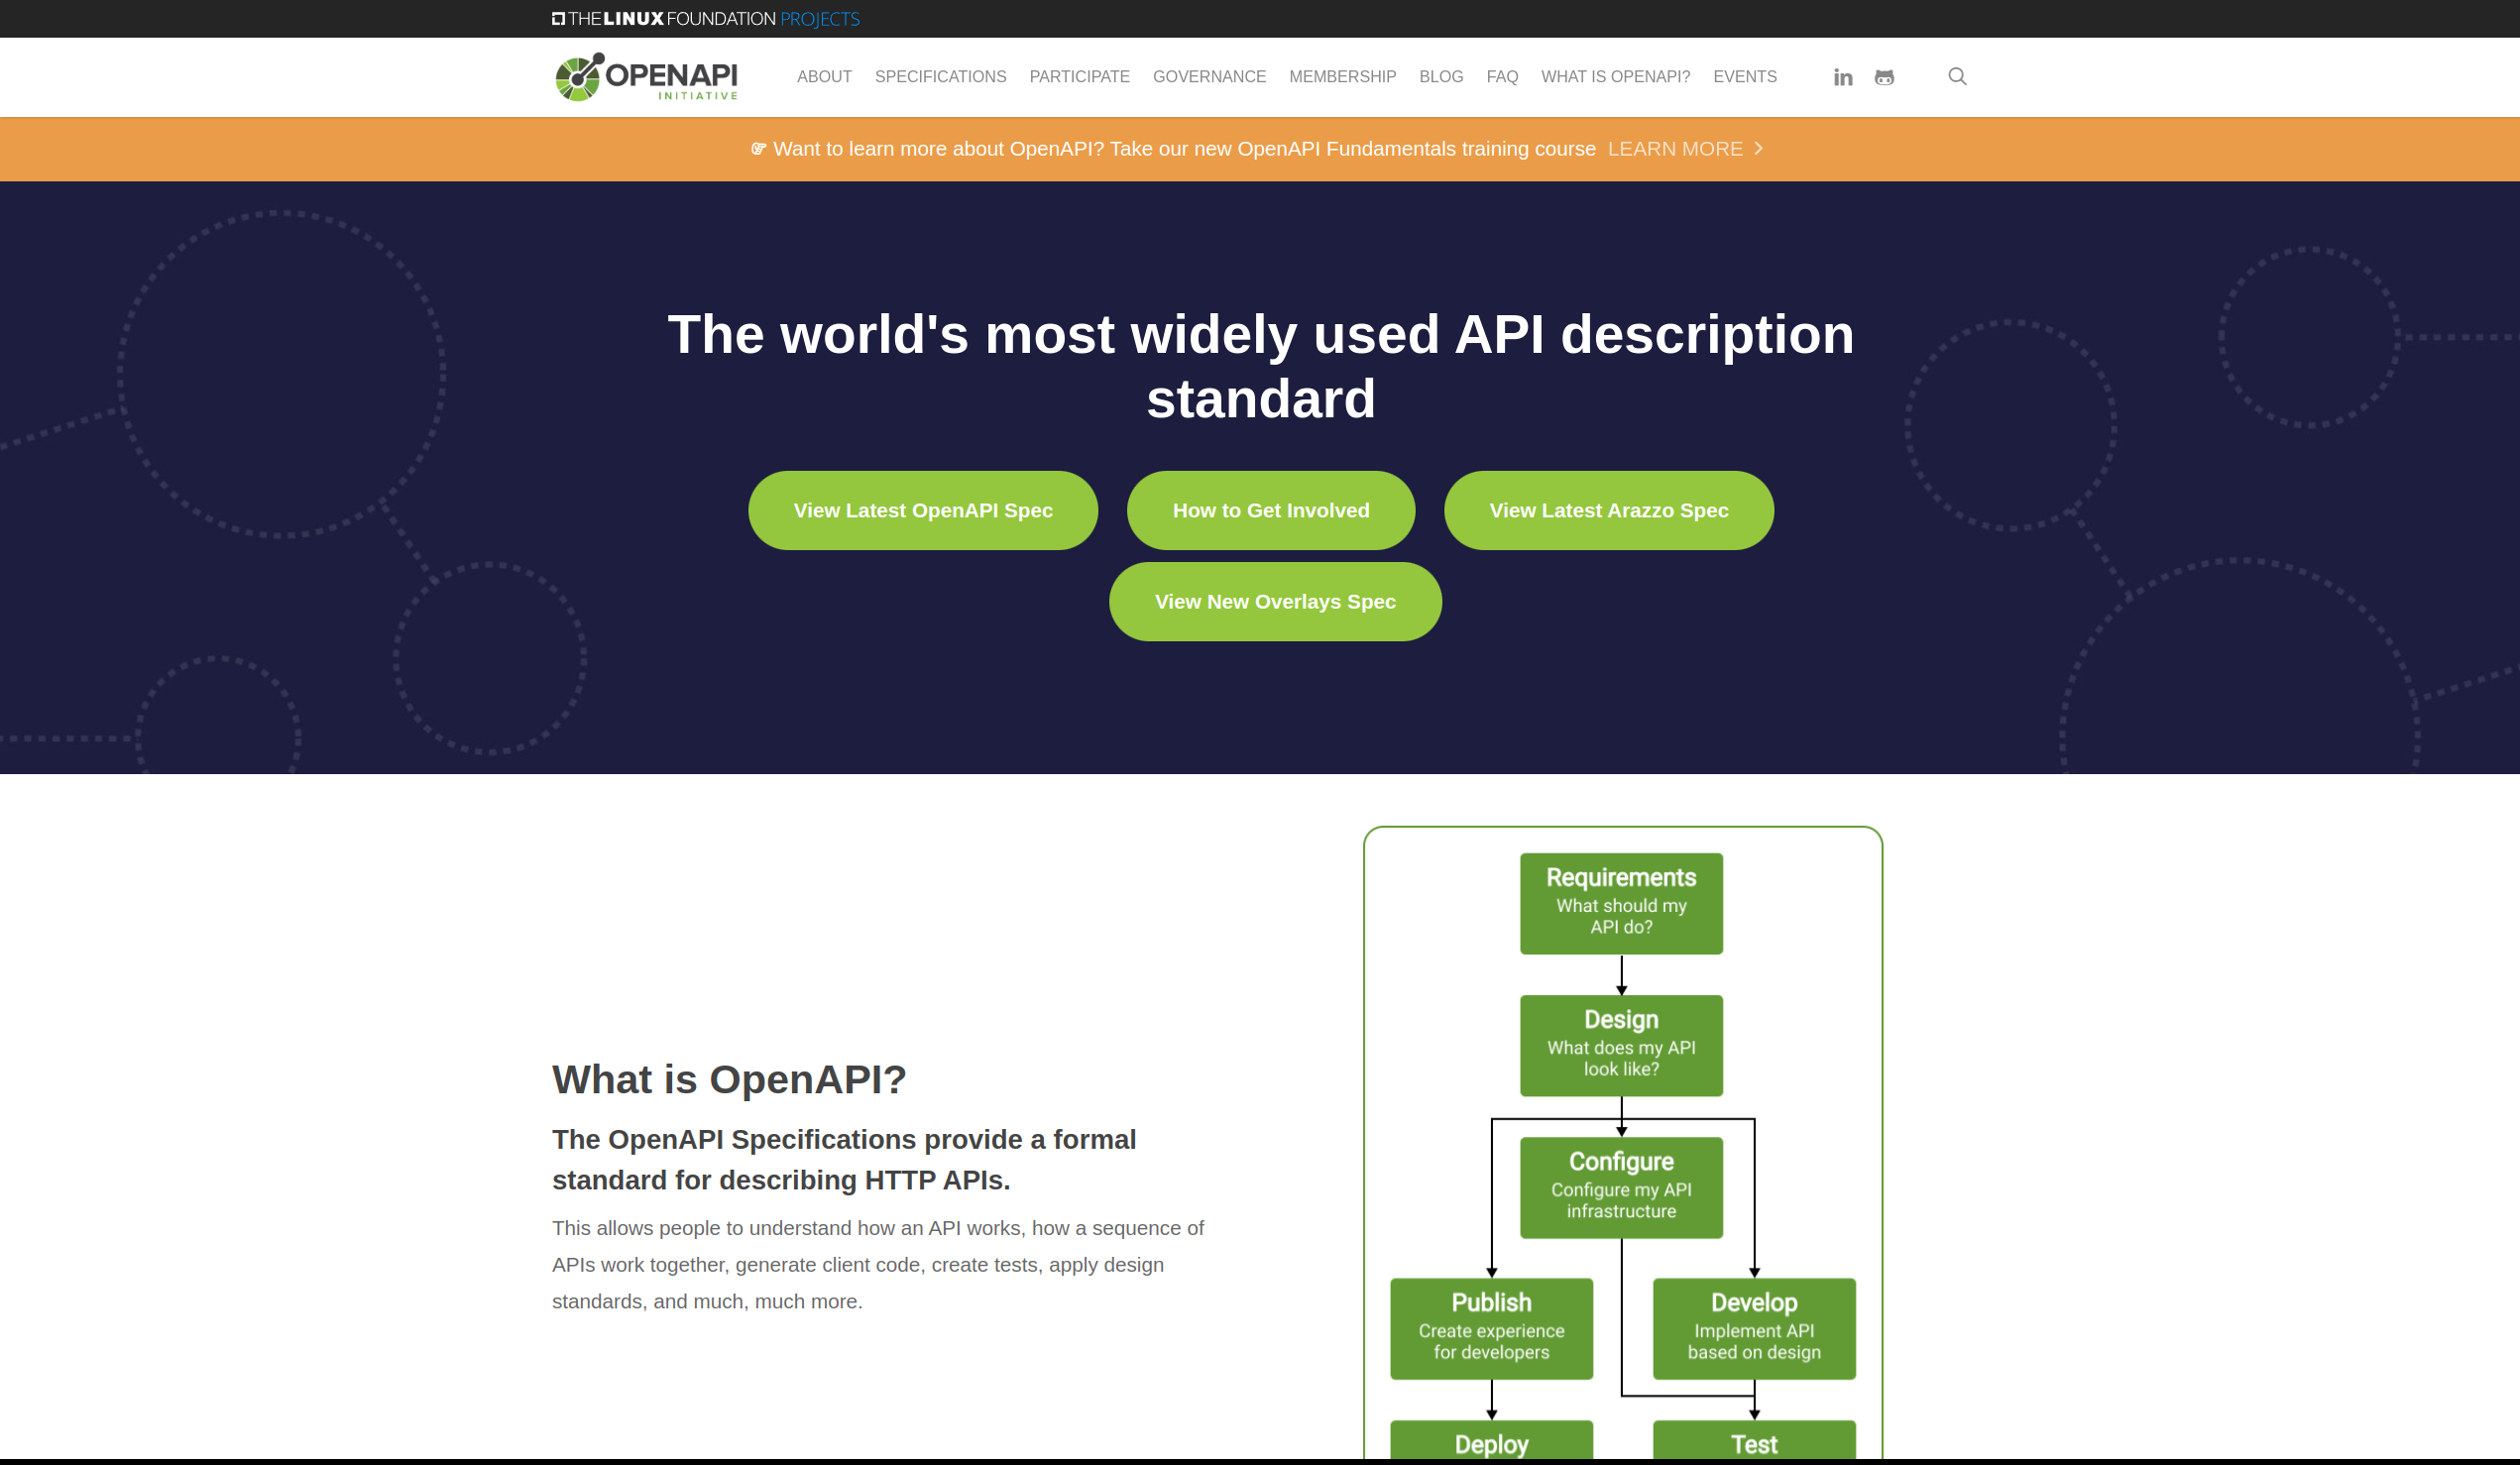 THE LINUX FOUNDATION PROJECTS
OPENAPI
INITIATIVE
ABOUT SPECIFICATIONS PARTICIPATE GOVERNANCE MEMBERSHIP BLOG FAQ WHAT IS OPENAPI? EVENTS
Want to learn more about OpenAPI? Take our new OpenAPI Fundamentals training course LEARN MORE
The world's most widely used API description
standard
View Latest OpenAPI Spec
How to Get Involved
View Latest Arazzo Spec
View New Overlays Spec
What is OpenAPI?
The OpenAPI Specifications provide a formal
standard for describing HTTP APIs.
This allows people to understand how an API works, how a sequence of
APIs work together, generate client code, create tests, apply design
standards, and much, much more.
Requirements
What should my
API do?
Design
What does my API
look like?
Configure
Configure my API
infrastructure
Publish
Create experience
for developers
Develop
Implement API
based on design
Deploy
Test